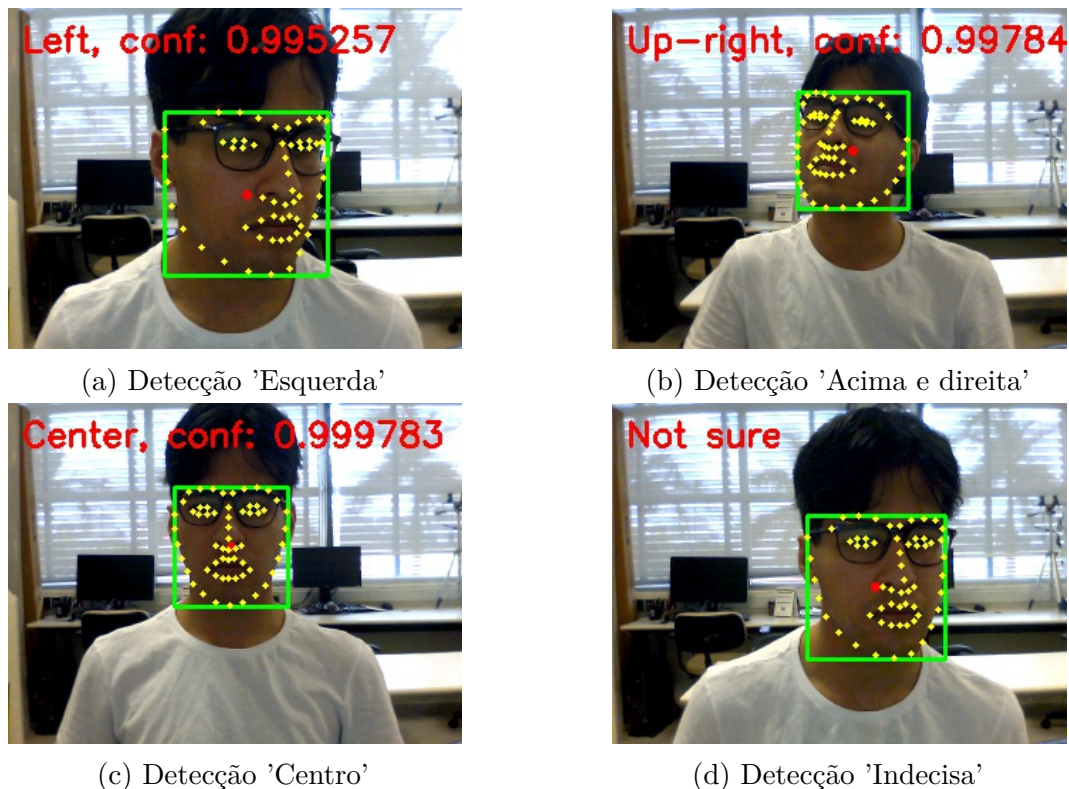 Left, conf: 0.995257
Up-right, conf: 0.99784
(a) Detecção 'Esquerda'
(b) Detecção 'Acima e direita'
Center, conf: 0.999783
Not sure
(c) Detecção 'Centro'
(d) Detecção 'Indecisa'